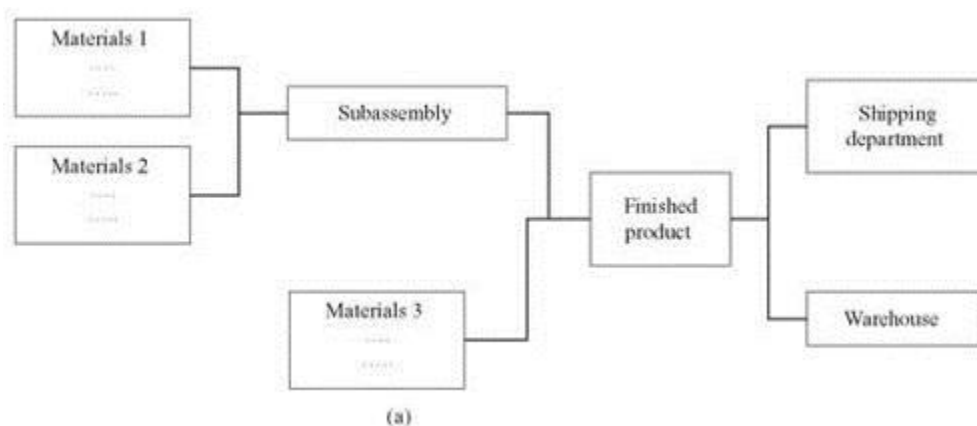 Materials 1
....
.....
Subassembly
Shipping
department
Materials 2
....
.....
Finished
product
Materials 3
....
.....
Warehouse
(a)